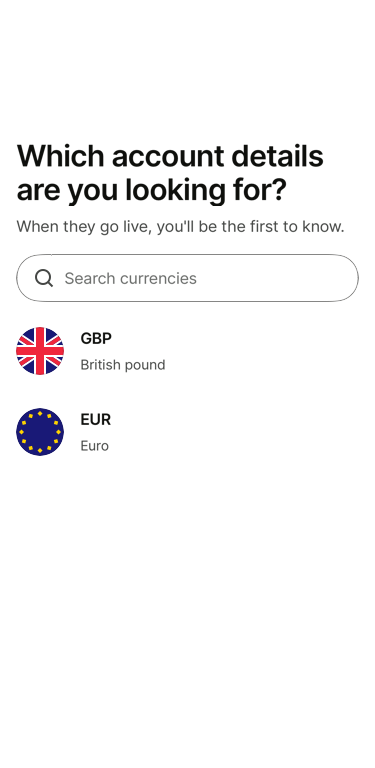 Which account details
are you looking for?
When they go live, you'll be the first to know.
Search currencies
GBP
British pound
EUR
Euro